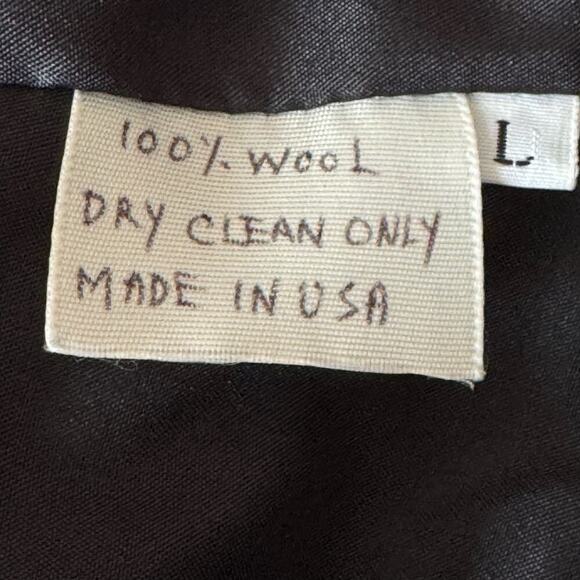 100% WOOL
L
DRY CLEAN ONLY
MADE IN USA